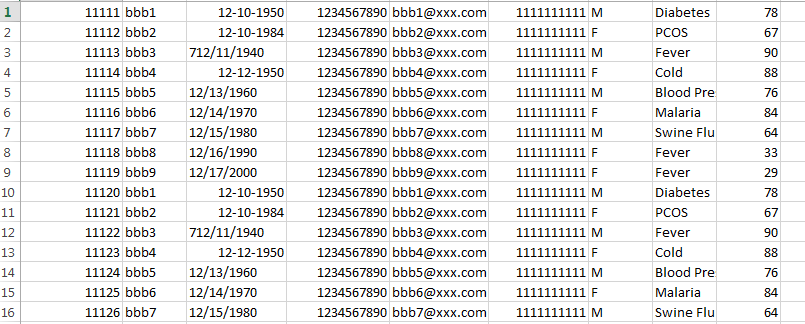 1 11111 bbb1 12-10-1950 1234567890 bbb1@xxx.com 1111111111 M Diabetes 78
2 11112 bbb2 12-10-1984 1234567890 bbb2@xxx.com 1111111111 F PCOS 67
3 11113 bbb3 712/11/1940 1234567890 bbb3@xxx.com 1111111111 M Fever 90
4 11114 bbb4 12-12-1950 1234567890 bbb4@xxx.com 1111111111 F Cold 88
5 11115 bbb5 12/13/1960 1234567890 bbb5@xxx.com 1111111111 M Blood Pre 76
6 11116 bbb6 12/14/1970 1234567890 bbb6@xxx.com 1111111111 F Malaria 84
7 11117 bbb7 12/15/1980 1234567890 bbb7@xxx.com 1111111111 M Swine Flu 64
8 11118 bbb8 12/16/1990 1234567890 bbb8@xxx.com 1111111111 F Fever 33
9 11119 bbb9 12/17/2000 1234567890 bbb9@xxx.com 1111111111 F Fever 29
10 11120 bbb1 12-10-1950 1234567890 bbb1@xxx.com 1111111111 M Diabetes 78
11 11121 bbb2 12-10-1984 1234567890 bbb2@xxx.com 1111111111 F PCOS 67
12 11122 bbb3 712/11/1940 1234567890 bbb3@xxx.com 1111111111 M Fever 90
13 11123 bbb4 12-12-1950 1234567890 bbb4@xxx.com 1111111111 F Cold 88
14 11124 bbb5 12/13/1960 1234567890 bbb5@xxx.com 1111111111 M Blood Pre 76
15 11125 bbb6 12/14/1970 1234567890 bbb6@xxx.com 1111111111 F Malaria 84
16 11126 bbb7 12/15/1980 1234567890 bbb7@xxx.com 1111111111 M Swine Flu 64